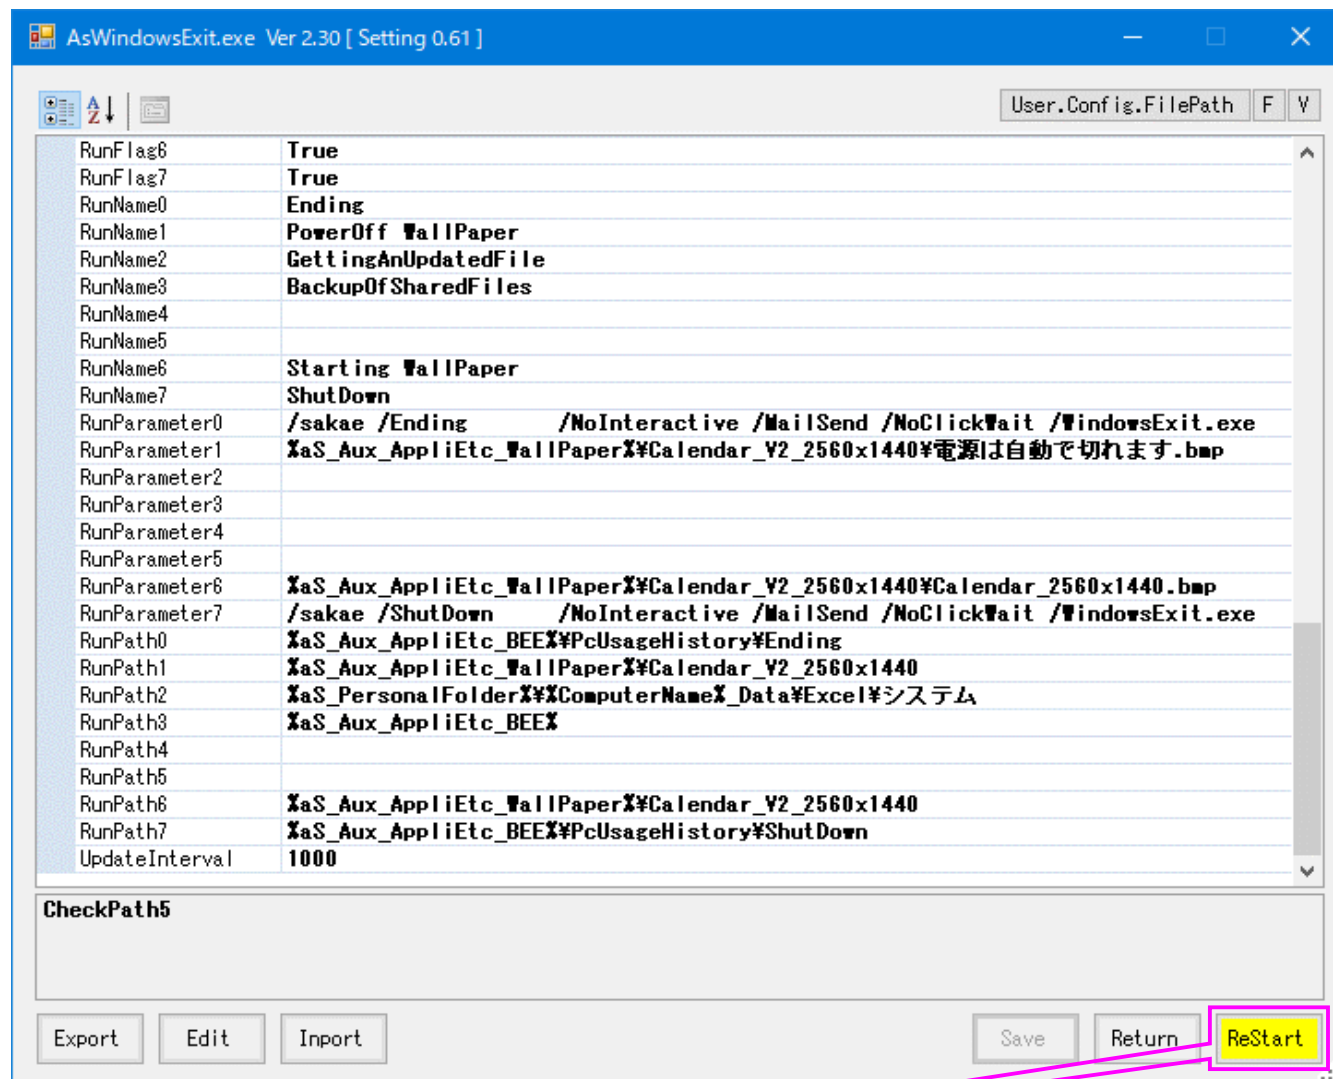 AsWindowsExit.exe Ver 2.30 [ Setting 0.61 ]
User.Config.FilePath F V
RunFlag6 True
RunFlag7 True
RunName0 Ending
RunName1 PowerOff WallPaper
RunName2 GettingAnUpdatedFile
RunName3 BackupOfSharedFiles
RunName4
RunName5
RunName6 Starting WallPaper
RunName7 ShutDown
RunParameter0 /sakae /Ending /NoInteractive /MailSend /NoClickWait /WindowsExit.exe
RunParameter1 %aS_Aux_AppliEtc_WallPaper%¥Calendar_V2_2560x1440¥電源は自動で切れます.bmp
RunParameter2
RunParameter3
RunParameter4
RunParameter5
RunParameter6 %aS_Aux_AppliEtc_WallPaper%¥Calendar_V2_2560x1440¥Calendar_2560x1440.bmp
RunParameter7 /sakae /ShutDown /NoInteractive /MailSend /NoClickWait /WindowsExit.exe
RunPath0 %aS_Aux_AppliEtc_BEE%¥PcUsageHistory¥Ending
RunPath1 %aS_Aux_AppliEtc_WallPaper%¥Calendar_V2_2560x1440
RunPath2 %aS_PersonalFolder%¥%ComputerName%_Data¥Excel¥システム
RunPath3 %aS_Aux_AppliEtc_BEE%
RunPath4
RunPath5
RunPath6 %aS_Aux_AppliEtc_WallPaper%¥Calendar_V2_2560x1440
RunPath7 %aS_Aux_AppliEtc_BEE%¥PcUsageHistory¥ShutDown
UpdateInterval 1000
CheckPath5
Export Edit Inport Save Return ReStart